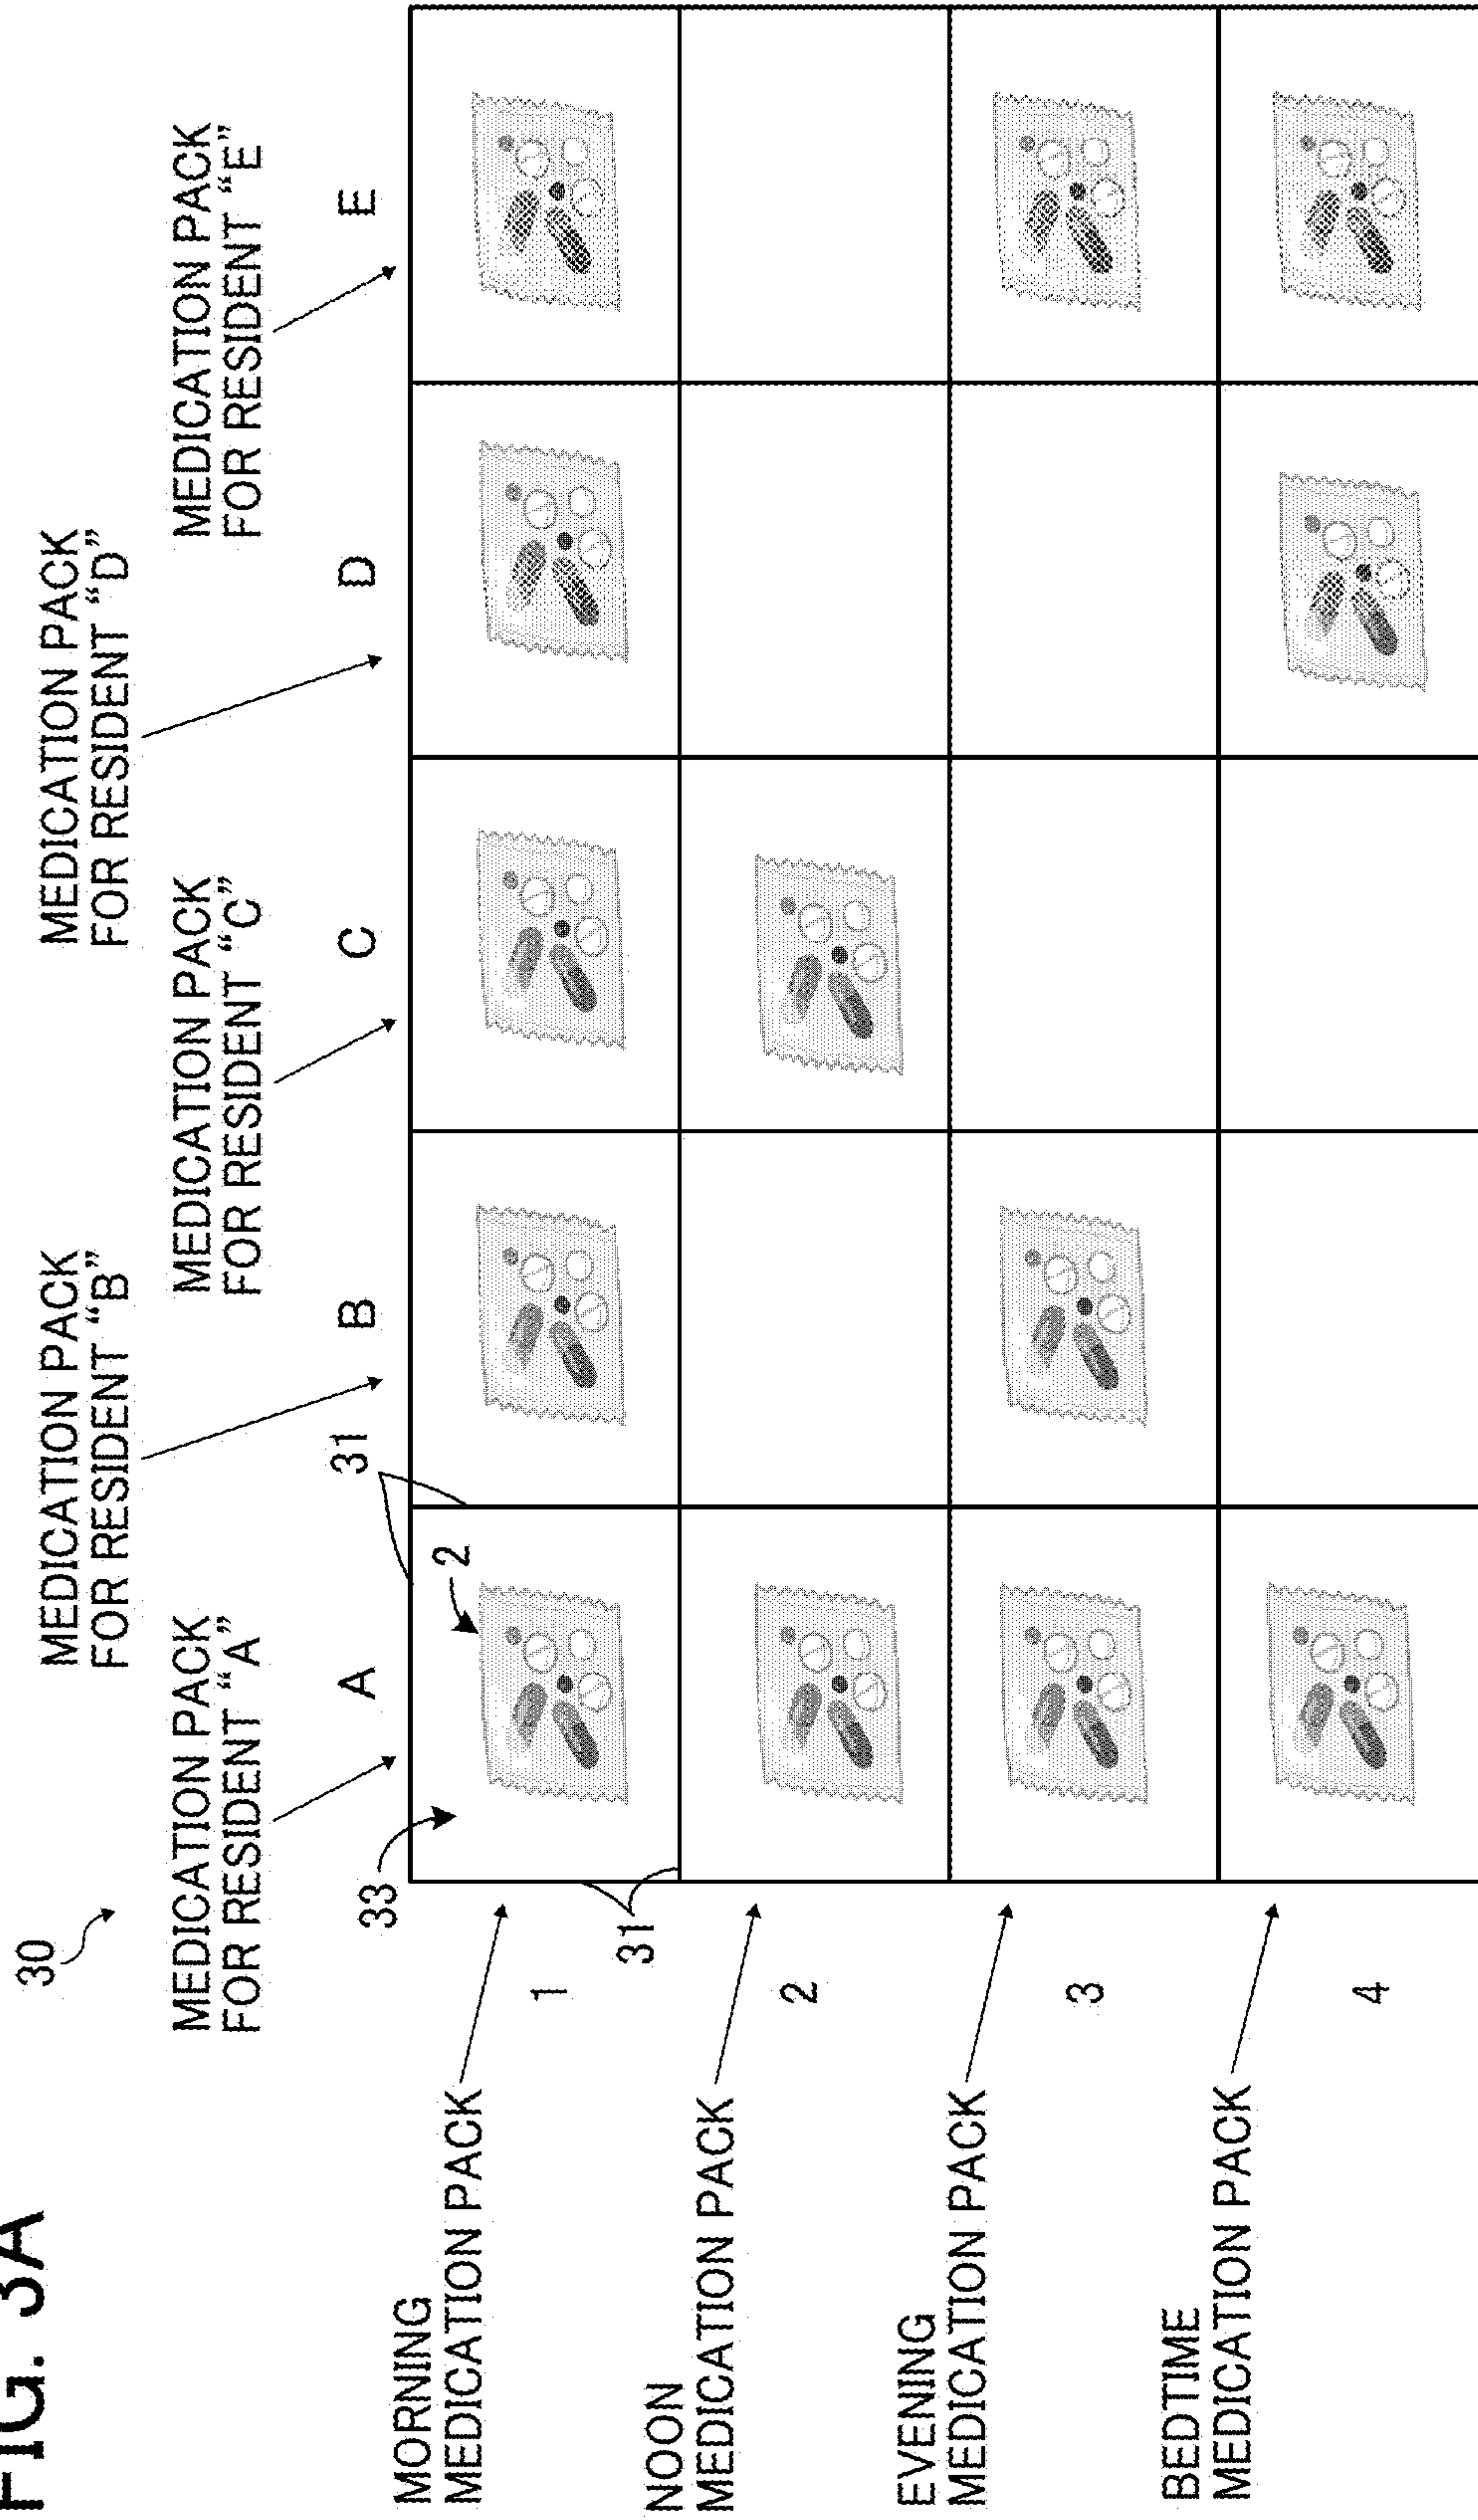 FIG. 3A
30
MEDICATION PACK
FOR RESIDENT “A”
MEDICATION PACK
FOR RESIDENT “B”
MEDICATION PACK
FOR RESIDENT “C”
MEDICATION PACK
FOR RESIDENT “D”
MEDICATION PACK
FOR RESIDENT “E”
33
A
31
B
C
D
E
2
MORNING
MEDICATION PACK
1
31
NOON
MEDICATION PACK
2
EVENING
MEDICATION PACK
3
BEDTIME
MEDICATION PACK
4